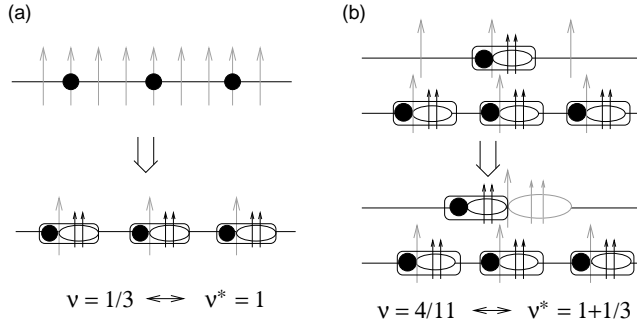 (a)
(b)
ν = 1/3 ↔ ν* = 1
ν = 4/11 ↔ ν* = 1+1/3